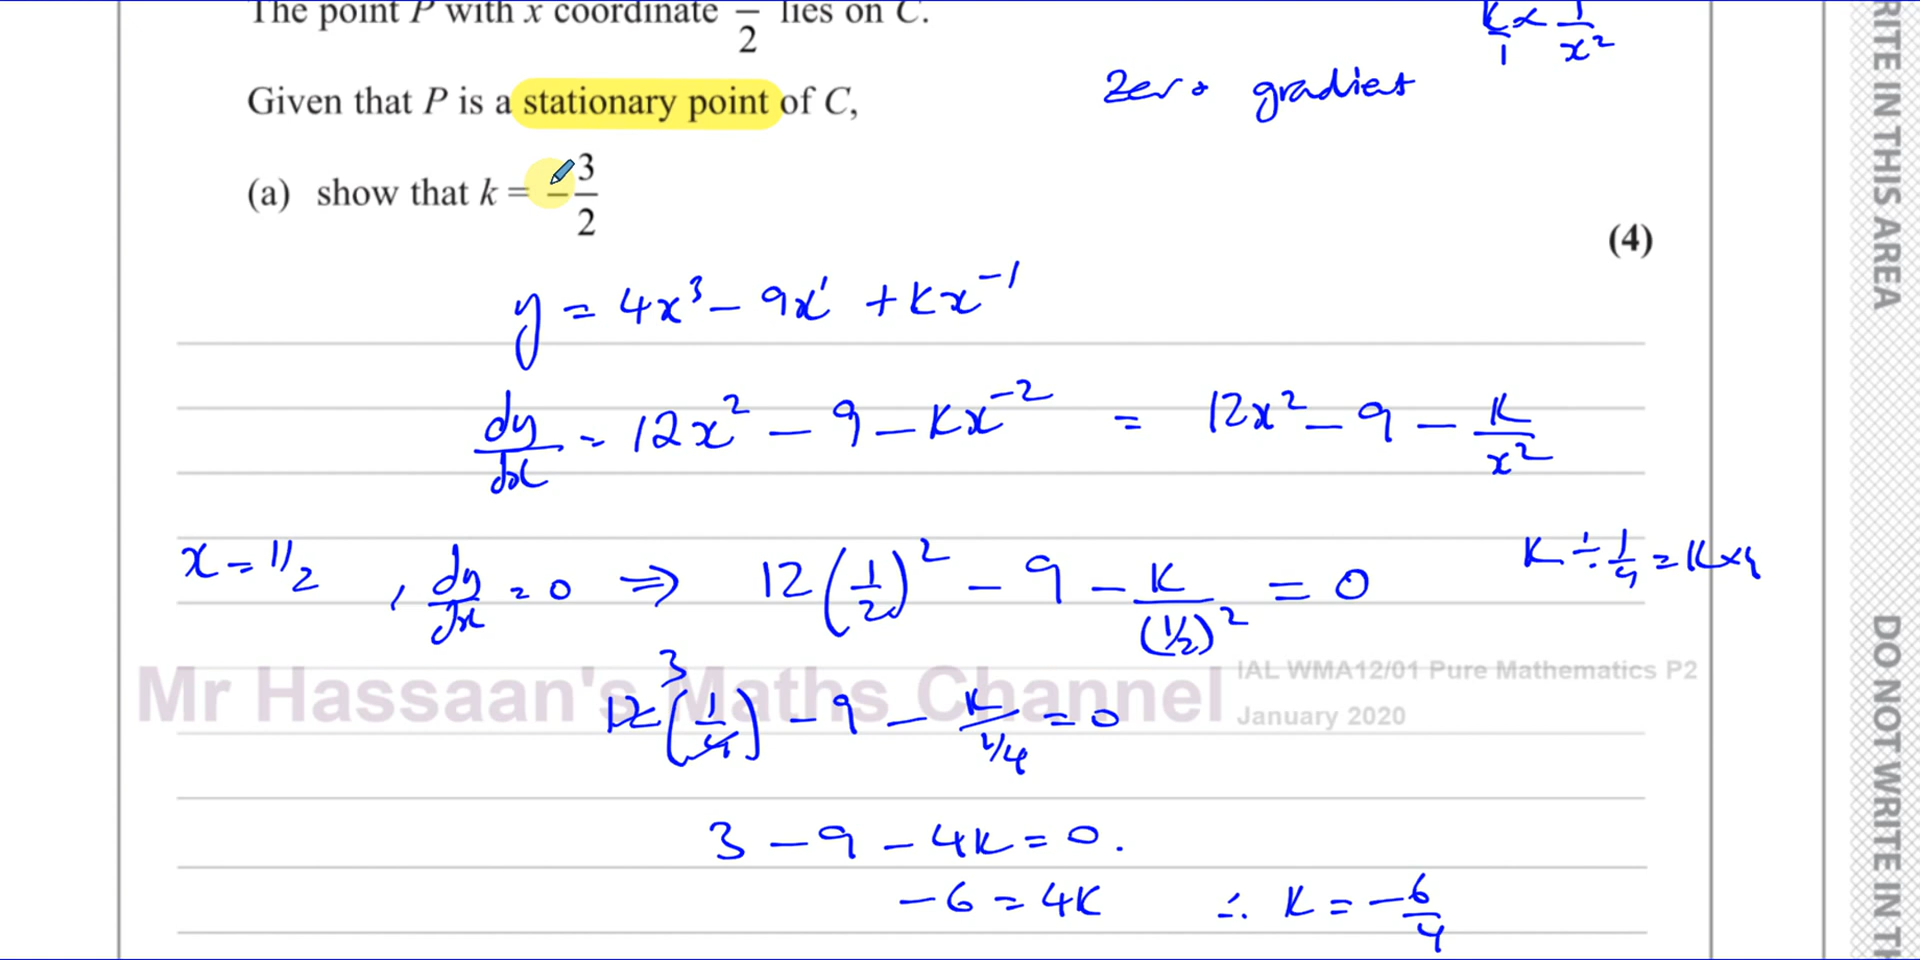 The point P with x coordinate 1/2 lies on C.
k/1 × 1/x²
Given that P is a stationary point of C,
Zero gradient
(a) show that k = -3/2
(4)
y = 4x³ - 9x¹ + kx⁻¹
dy/dx = 12x² - 9 - kx⁻² = 12x² - 9 - k/x²
x = 1/2 , dy/dx = 0 ⇒ 12(1/2)² - 9 - k/(1/2)² = 0
K ÷ 1/4 = K×4
3
12(1/4) - 9 - k/(1/4) = 0
Mr Hassaan's Maths Channel
IAL WMA12/01 Pure Mathematics P2
January 2020
3 - 9 - 4K = 0.
-6 = 4K ∴ K = -6/4
RITE IN THIS AREA
DO NOT WRITE IN TH